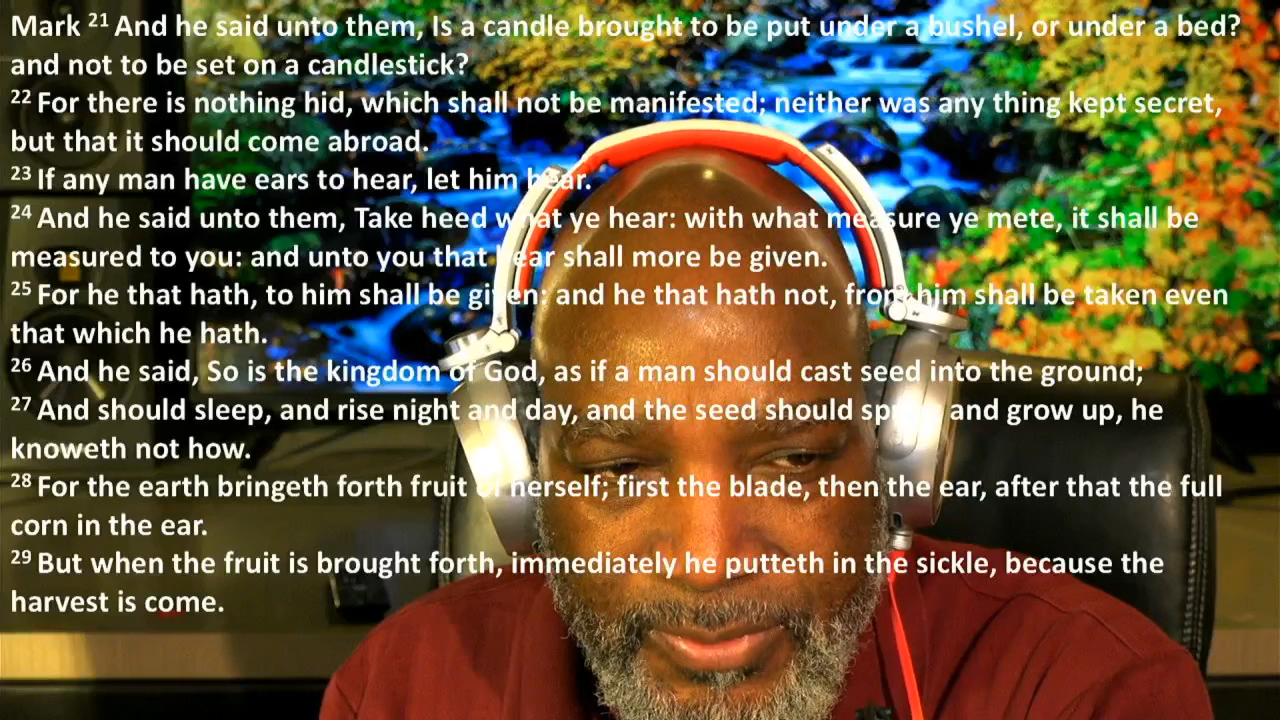 Mark 21 And he said unto them, Is a candle brought to be put under a bushel, or under a bed?
and not to be set on a candlestick?
22 For there is nothing hid, which shall not be manifested; neither was any thing kept secret,
but that it should come abroad.
23 If any man have ears to hear, let him hear.
24 And he said unto them, Take heed what ye hear: with what measure ye mete, it shall be
measured to you: and unto you that hear shall more be given.
25 For he that hath, to him shall be given: and he that hath not, from him shall be taken even
that which he hath.
26 And he said, So is the kingdom of God, as if a man should cast seed into the ground;
27 And should sleep, and rise night and day, and the seed should spring and grow up, he
knoweth not how.
28 For the earth bringeth forth fruit of herself; first the blade, then the ear, after that the full
corn in the ear.
29 But when the fruit is brought forth, immediately he putteth in the sickle, because the
harvest is come.